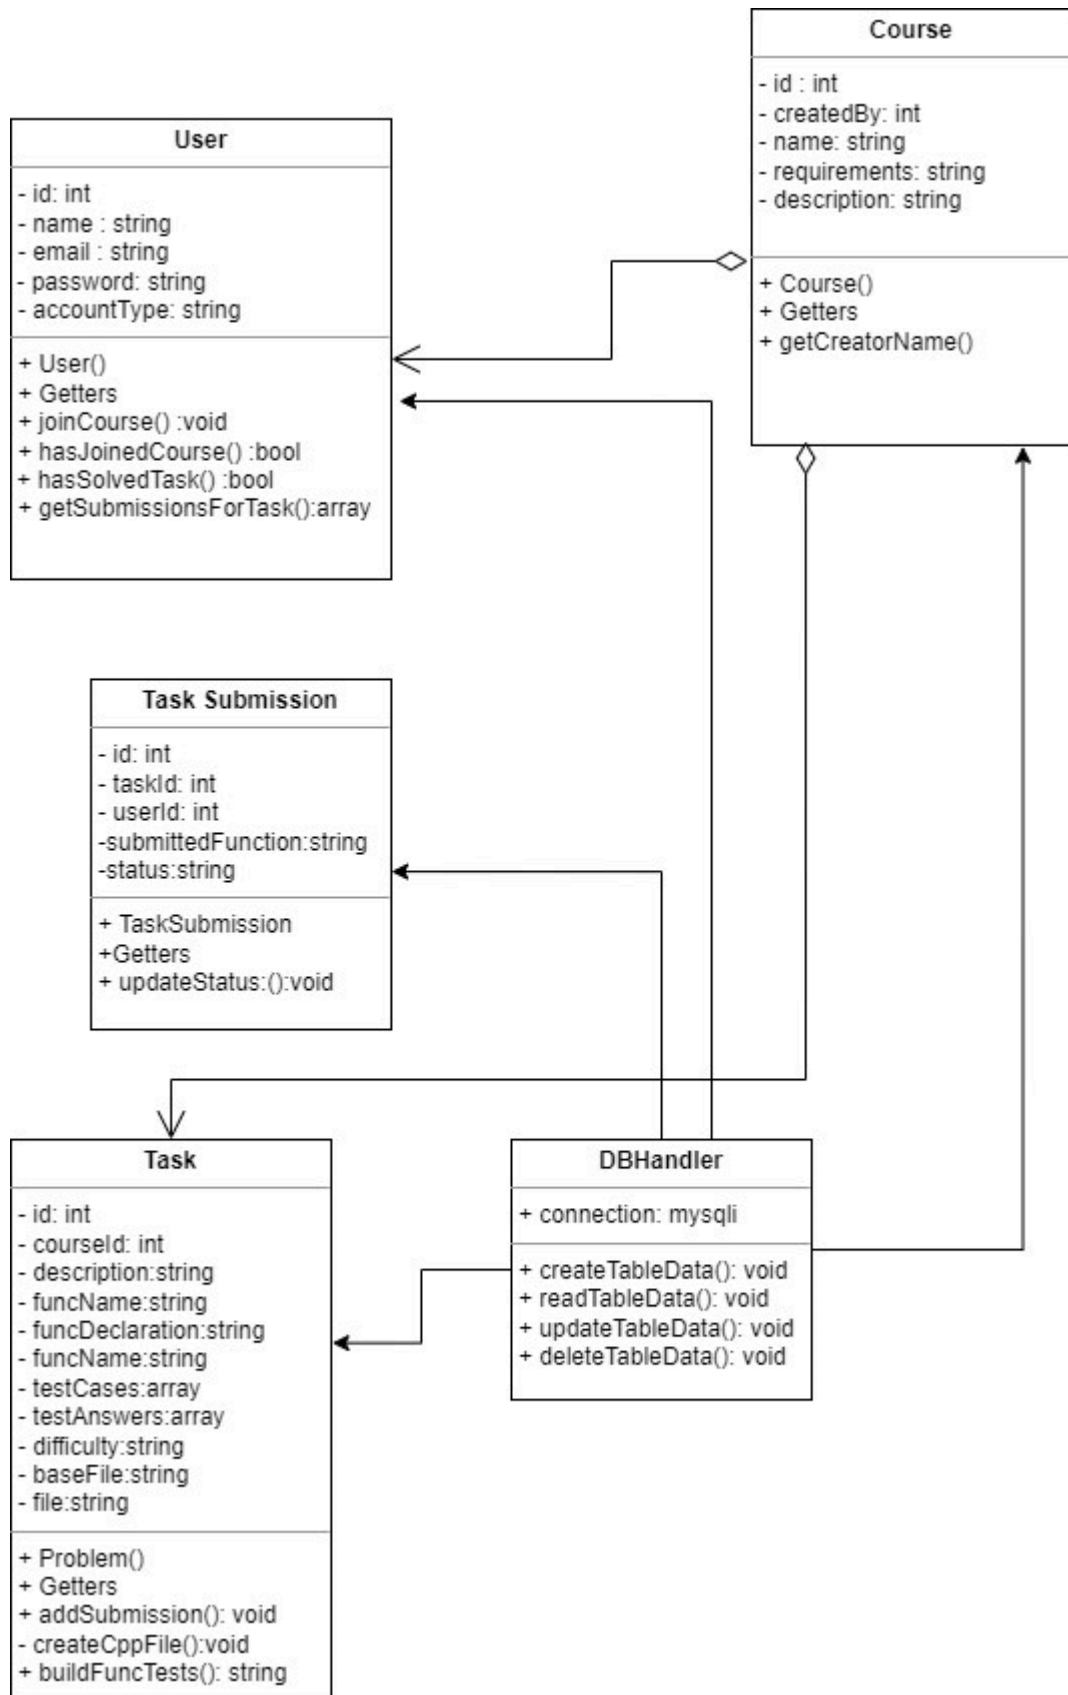 Course
- id : int
- createdBy: int
- name: string
- requirements: string
- description: string
+ Course()
+ Getters
+ getCreatorName()
User
- id: int
- name : string
- email : string
- password: string
- accountType: string
+ User()
+ Getters
+ joinCourse() :void
+ hasJoinedCourse() :bool
+ hasSolvedTask() :bool
+ getSubmissionsForTask():array
Task Submission
- id: int
- taskId: int
- userId: int
-submittedFunction:string
-status:string
+ TaskSubmission
+Getters
+ updateStatus:():void
Task
- id: int
- courseId: int
- description:string
- funcName:string
- funcDeclaration:string
- funcName:string
- testCases:array
- testAnswers:array
- difficulty:string
- baseFile:string
- file:string
+ Problem()
+ Getters
+ addSubmission(): void
- createCppFile():void
+ buildFuncTests(): string
DBHandler
+ connection: mysqli
+ createTableData(): void
+ readTableData(): void
+ updateTableData(): void
+ deleteTableData(): void